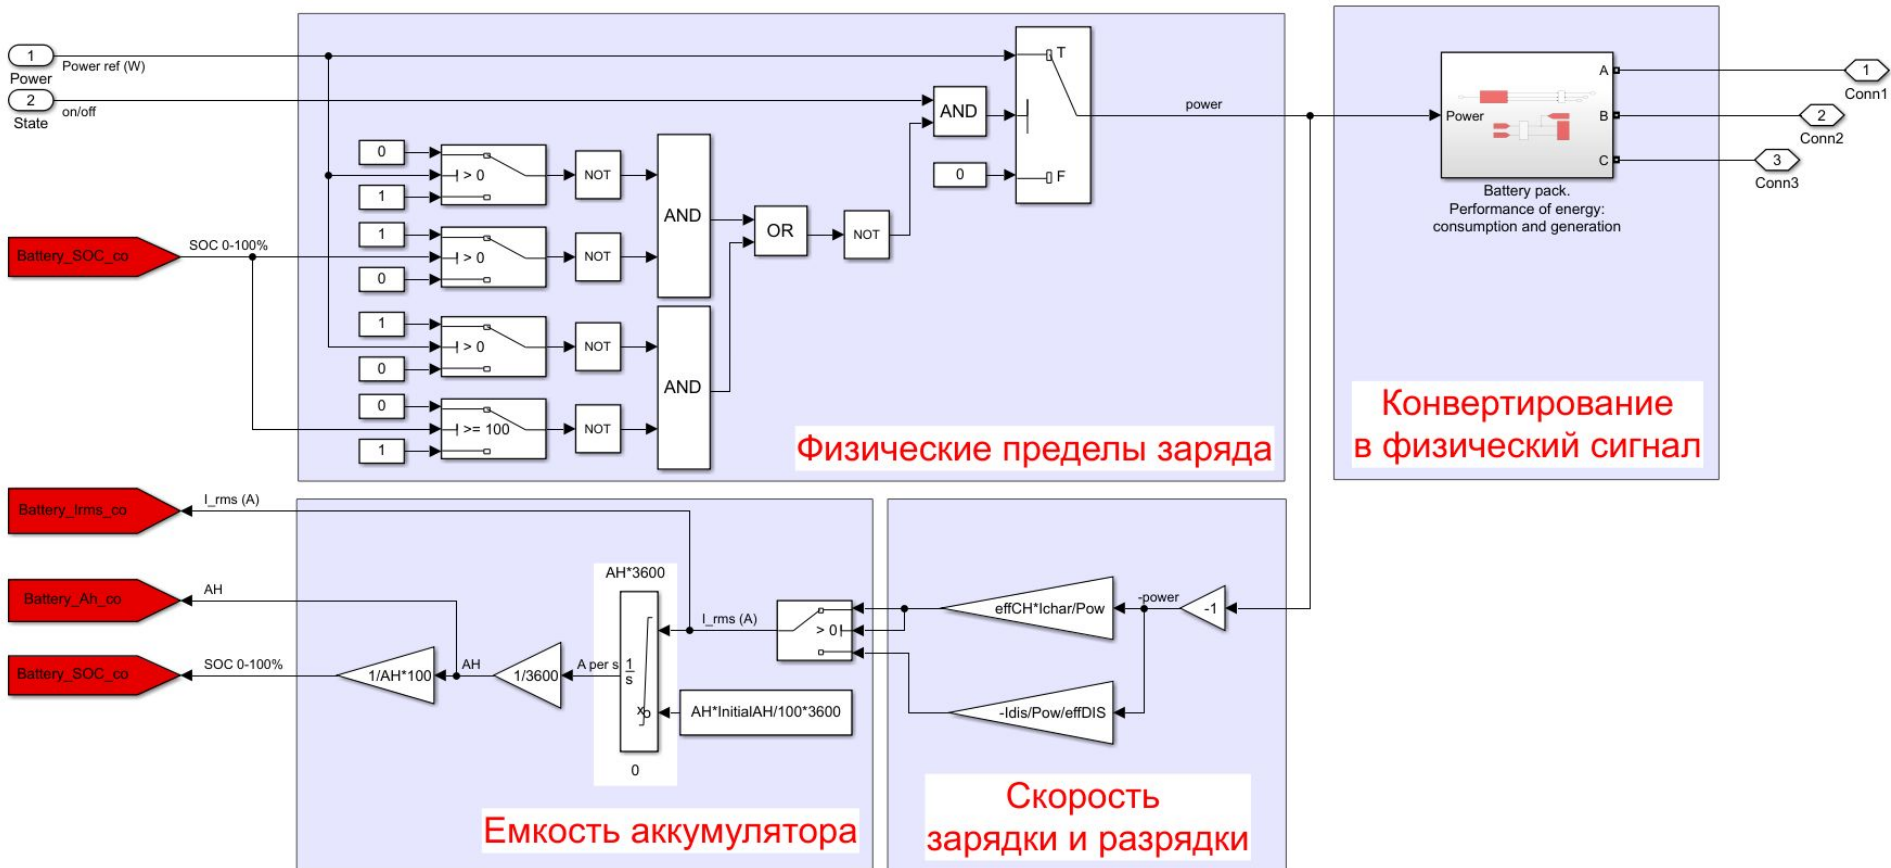 1
Power
Power ref (W)
2
State
on/off
Battery_SOC_co
SOC 0-100%
0
> 0
1
NOT
1
> 0
0
NOT
AND
1
> 0
0
NOT
0
>= 100
1
NOT
AND
OR
NOT
AND
0
T
F
power
Физические пределы заряда
Power
A
B
C
Battery pack.
Performance of energy:
consumption and generation
1
Conn1
2
Conn2
3
Conn3
Конвертирование
в физический сигнал
Battery_Irms_co
I_rms (A)
Battery_Ah_co
AH
Battery_SOC_co
SOC 0-100%
1/AH*100
AH
1/3600
A per s
AH*3600
1
s
xo
0
I_rms (A)
AH*InitialAH/100*3600
> 0
Емкость аккумулятора
effCH*Ichar/Pow
-power
-1
-Idis/Pow/effDIS
Скорость
зарядки и разрядки